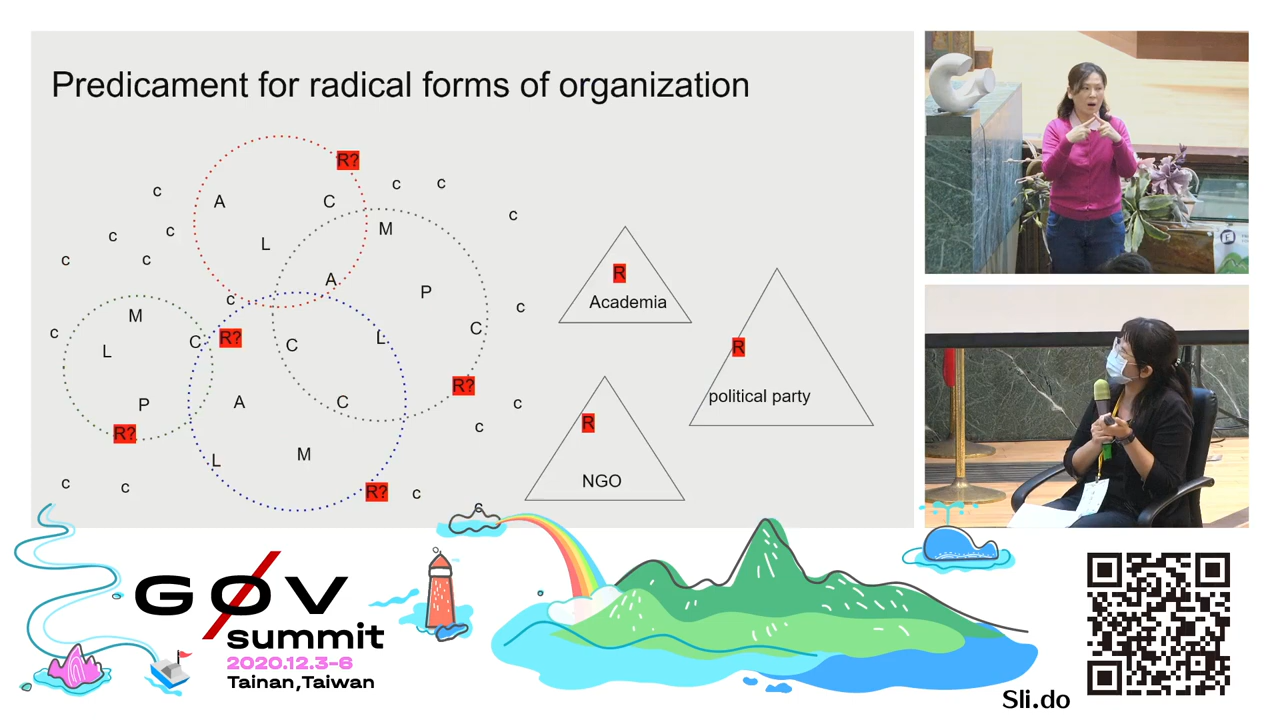 Predicament for radical forms of organization
R?
c
c
c
A
C
c
c
M
c
L
c
c
A
R
P
Academia
c
c
M
C
c
C
R?
C
L
R
L
P
A
C
R?
political party
c
R?
R
c
L
M
NGO
c
c
R?
c
c
GØV
summit
2020.12.3-6
Tainan,Taiwan
Sli.do